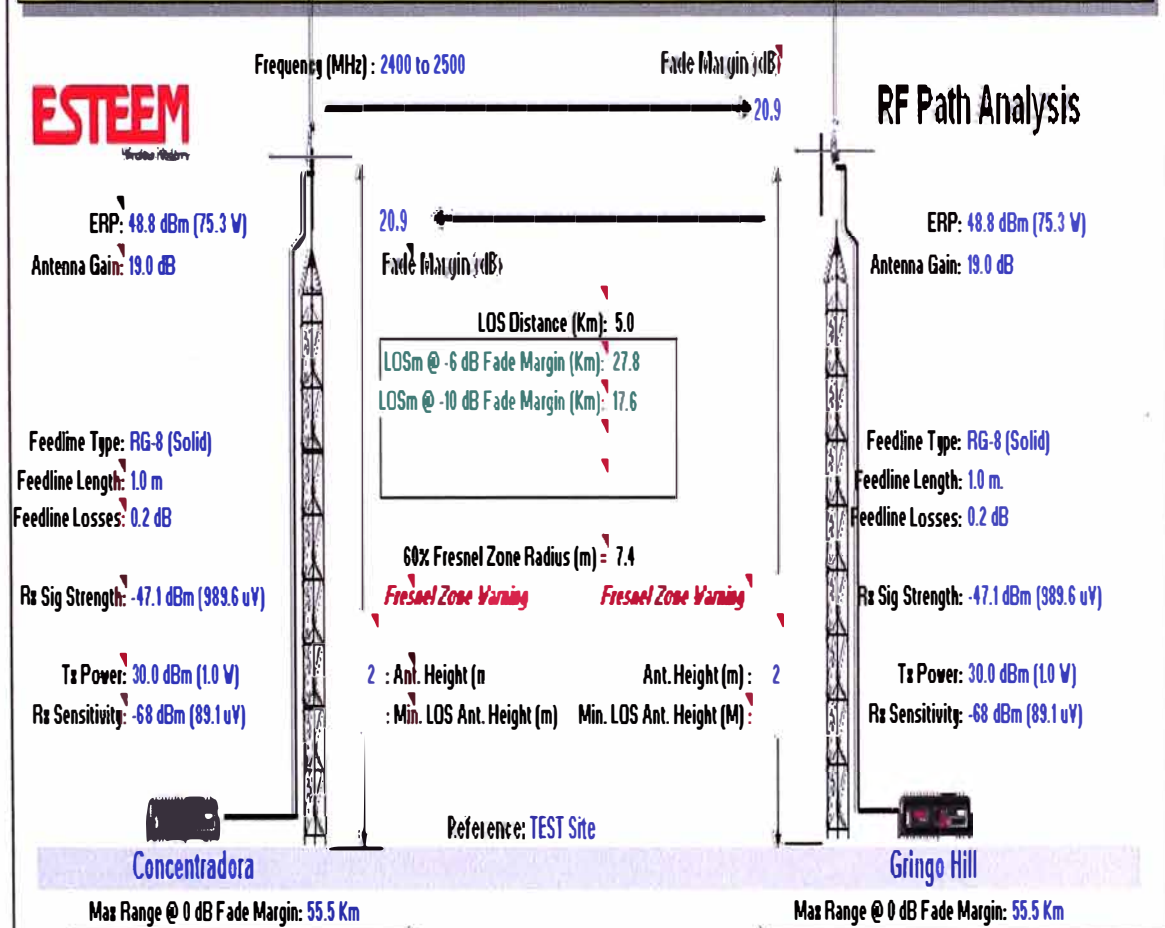 Frequency (MHz) : 2400 to 2500
Fade Margin (dB)
20.9
ESTEEM
Wireless Modems
RF Path Analysis
ERP: 48.8 dBm (75.3 W)
Antenna Gain: 19.0 dB
20.9
Fade Margin (dB)
ERP: 48.8 dBm (75.3 W)
Antenna Gain: 19.0 dB
LOS Distance (Km): 5.0
LOSm @ -6 dB Fade Margin (Km): 27.8
LOSm @ -10 dB Fade Margin (Km): 17.6
Feedline Type: RG-8 (Solid)
Feedline Length: 1.0 m
Feedline Losses: 0.2 dB
Feedline Type: RG-8 (Solid)
Feedline Length: 1.0 m.
Feedline Losses: 0.2 dB
60% Fresnel Zone Radius (m) = 7.4
Fresnel Zone Warning
Fresnel Zone Warning
Rx Sig Strength: -47.1 dBm (989.6 uV)
Rx Sig Strength: -47.1 dBm (989.6 uV)
Tx Power: 30.0 dBm (1.0 W)
Rx Sensitivity: -68 dBm (89.1 uV)
2 : Ant. Height (m
: Min. LOS Ant. Height (m)
Ant. Height (m) : 2
Min. LOS Ant. Height (M) :
Tx Power: 30.0 dBm (1.0 W)
Rx Sensitivity: -68 dBm (89.1 uV)
Reference: TEST Site
Concentradora
Gringo Hill
Max Range @ 0 dB Fade Margin: 55.5 Km
Max Range @ 0 dB Fade Margin: 55.5 Km